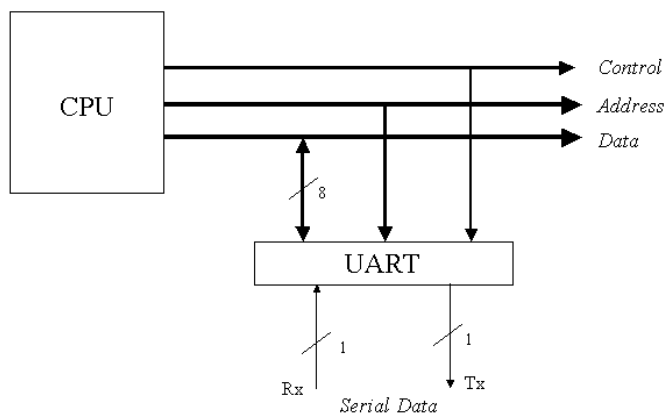 Control
CPU
Address
Data
8
UART
1
1
Rx
Tx
Serial Data